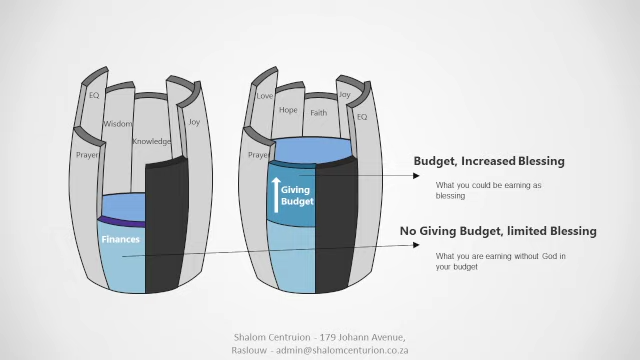 EQ
Wisdom
Knowledge
Joy
Prayer
Finances
Love
Hope
Faith
Joy
EQ
Prayer
Giving
Budget
Budget, Increased Blessing
What you could be earning as
blessing
No Giving Budget, limited Blessing
What you are earning without God in
your budget
Shalom Centruion - 179 Johann Avenue,
Raslouw - admin@shalomcenturion.co.za